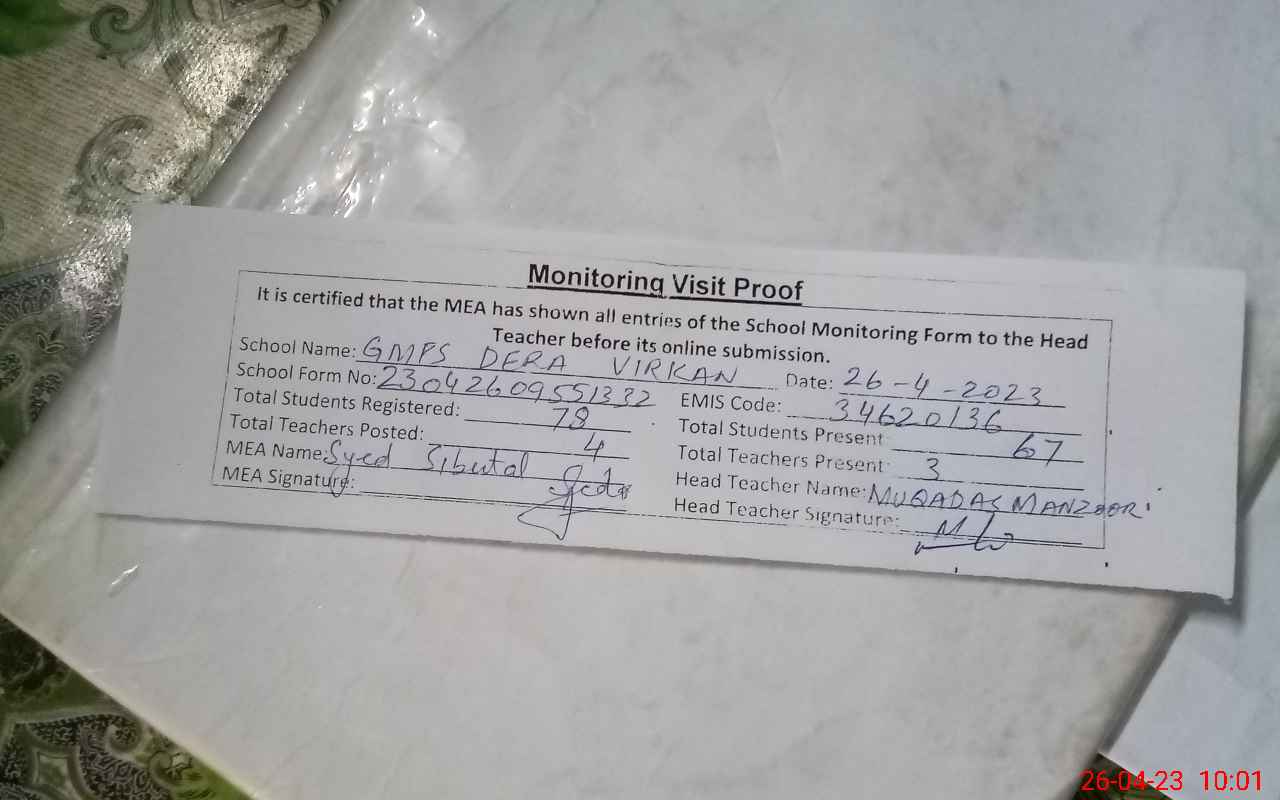 Monitoring Visit Proof
It is certified that the MEA has shown all entries of the School Monitoring Form to the Head
Teacher before its online submission.
School Name: GMPS DERA VIRKAN Date: 26-4-2023
School Form No: 23042609551332 EMIS Code: 34620136
Total Students Registered: 78 Total Students Present 67
Total Teachers Posted: 4 Total Teachers Present: 3
MEA Name: Syed Sibutal Head Teacher Name: MUQADAS MANZOOR
MEA Signature: Head Teacher Signature:
26-04-23 10:01